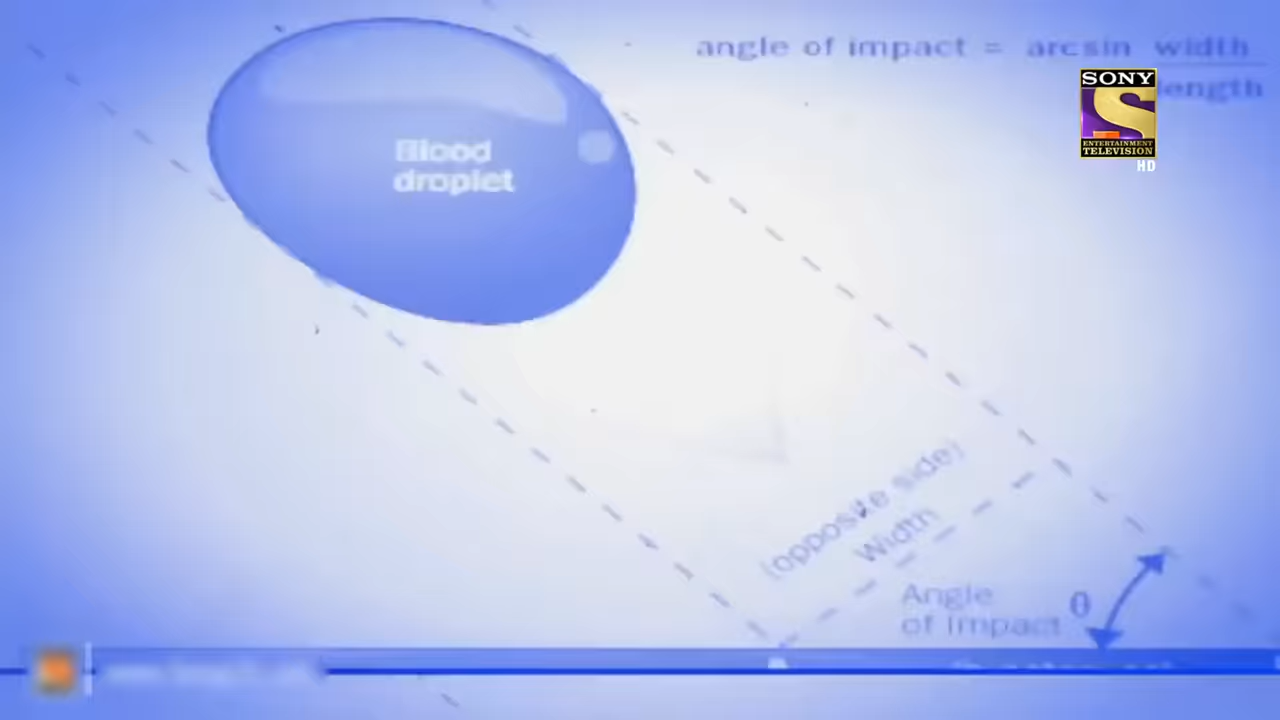 angle of impact = arcsin width
length
SONY
ENTERTAINMENT
TELEVISION
HD
Blood
droplet
(opposite side)
Width
Angle
of impact
θ